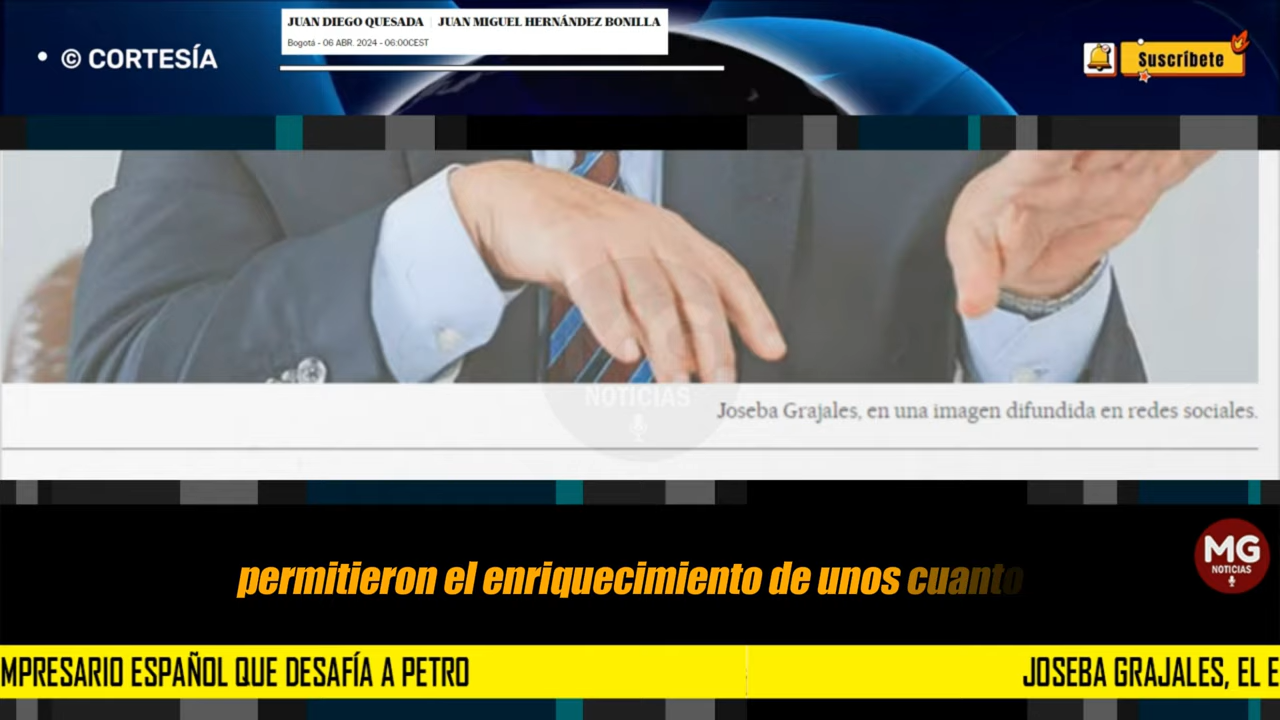 JUAN DIEGO QUESADA | JUAN MIGUEL HERNÁNDEZ BONILLA
Bogotá - 06 ABR. 2024 - 06:00CEST
• © CORTESÍA
Suscríbete
NOTICIAS
Joseba Grajales, en una imagen difundida en redes sociales.
permitieron el enriquecimiento de unos cuanto
MG
NOTICIAS
MPRESARIO ESPAÑOL QUE DESAFÍA A PETRO
JOSEBA GRAJALES, EL E